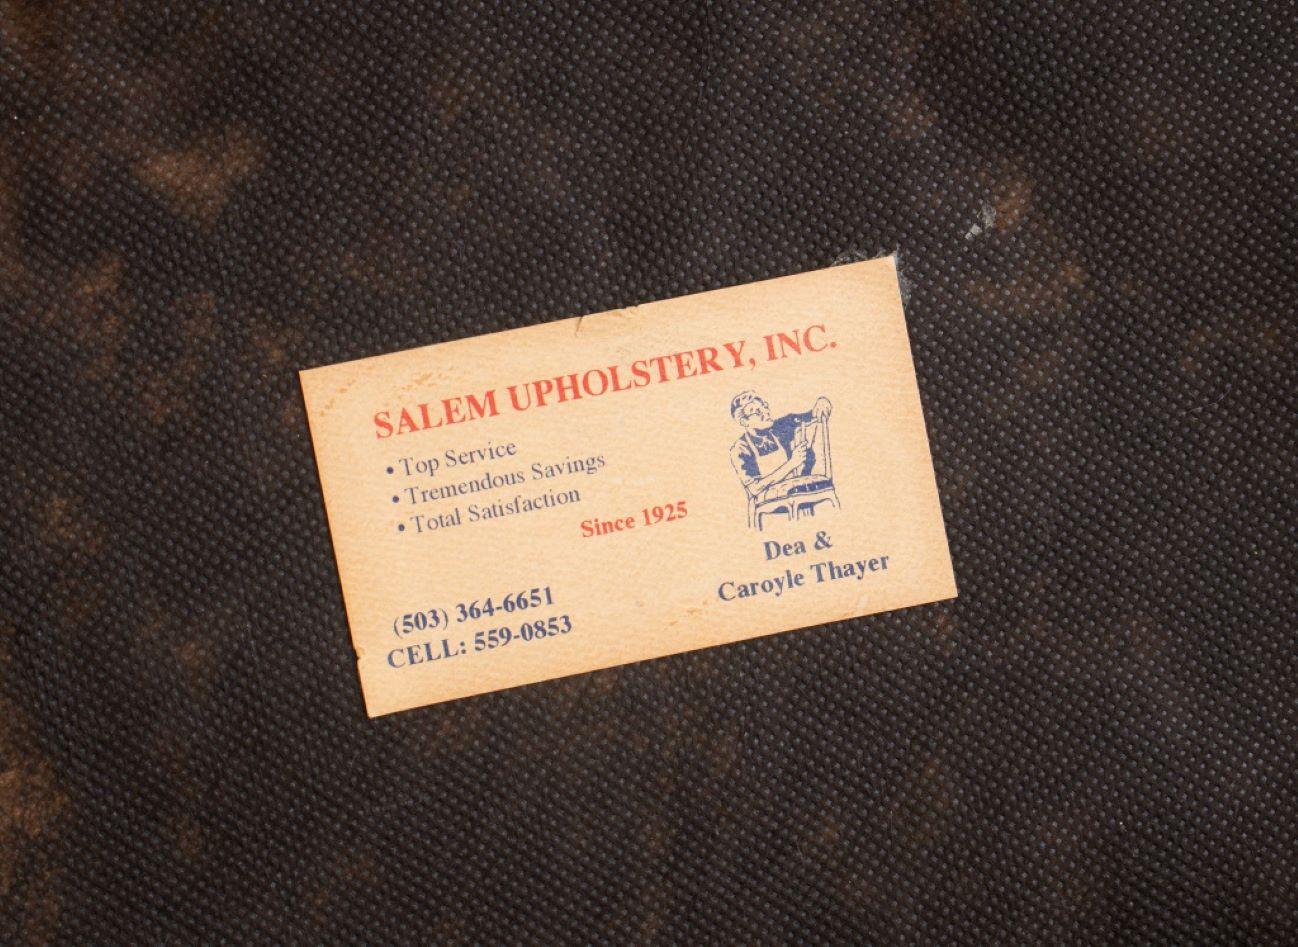 SALEM UPHOLSTERY, INC.
• Top Service
• Tremendous Savings
• Total Satisfaction
Since 1925
Dea &
Caroyle Thayer
(503) 364-6651
CELL: 559-0853